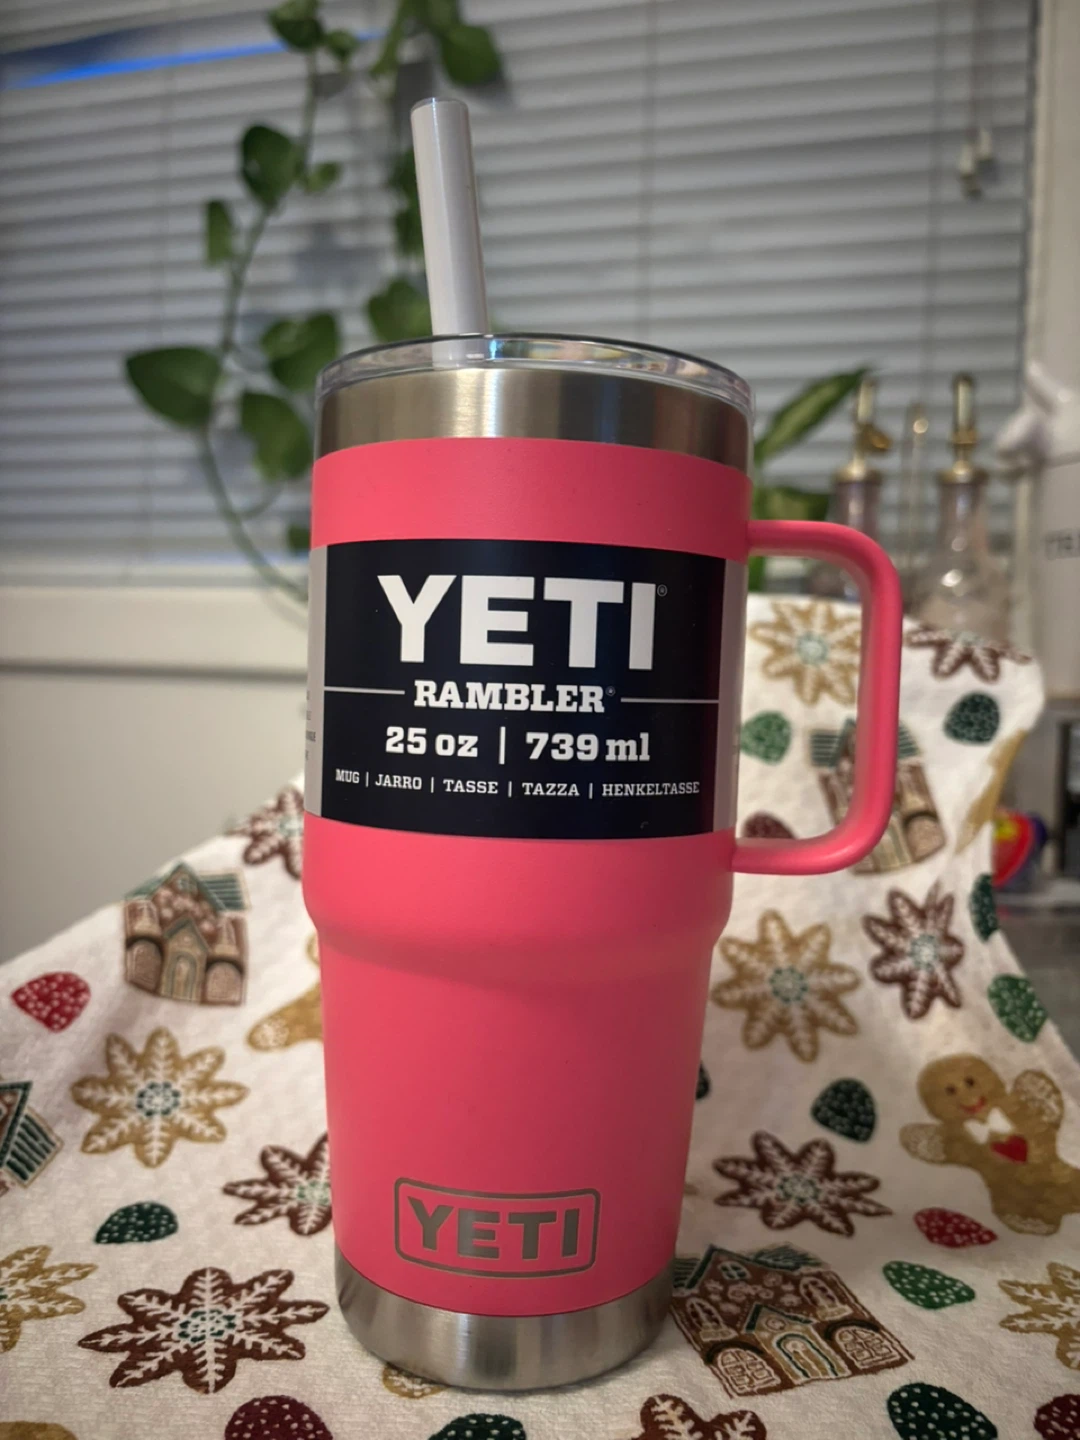 YETI®
RAMBLER®
25 oz | 739 ml
MUG | JARRO | TASSE | TAZZA | HENKELTASSE
YETI